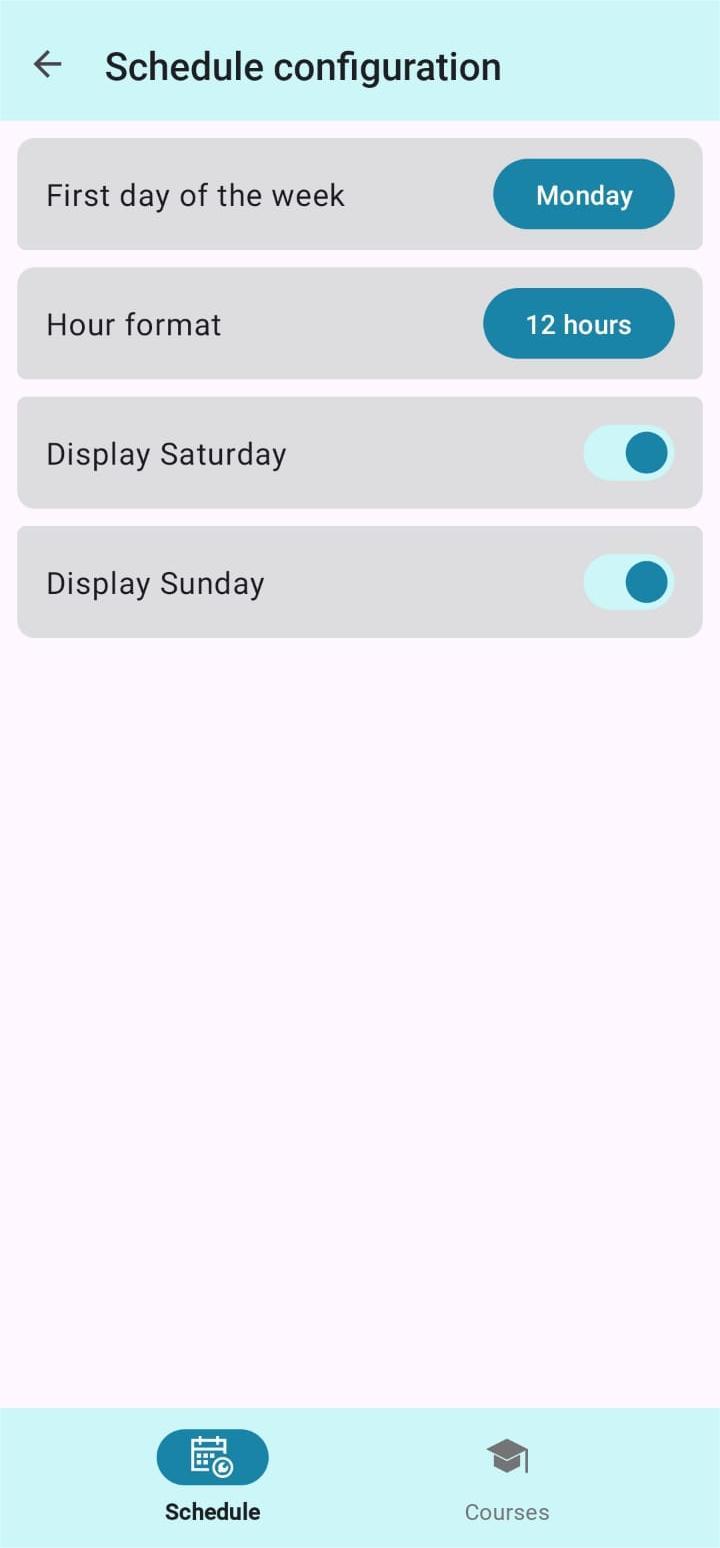 Schedule configuration
First day of the week
Monday
Hour format
12 hours
Display Saturday
Display Sunday
Schedule
Courses